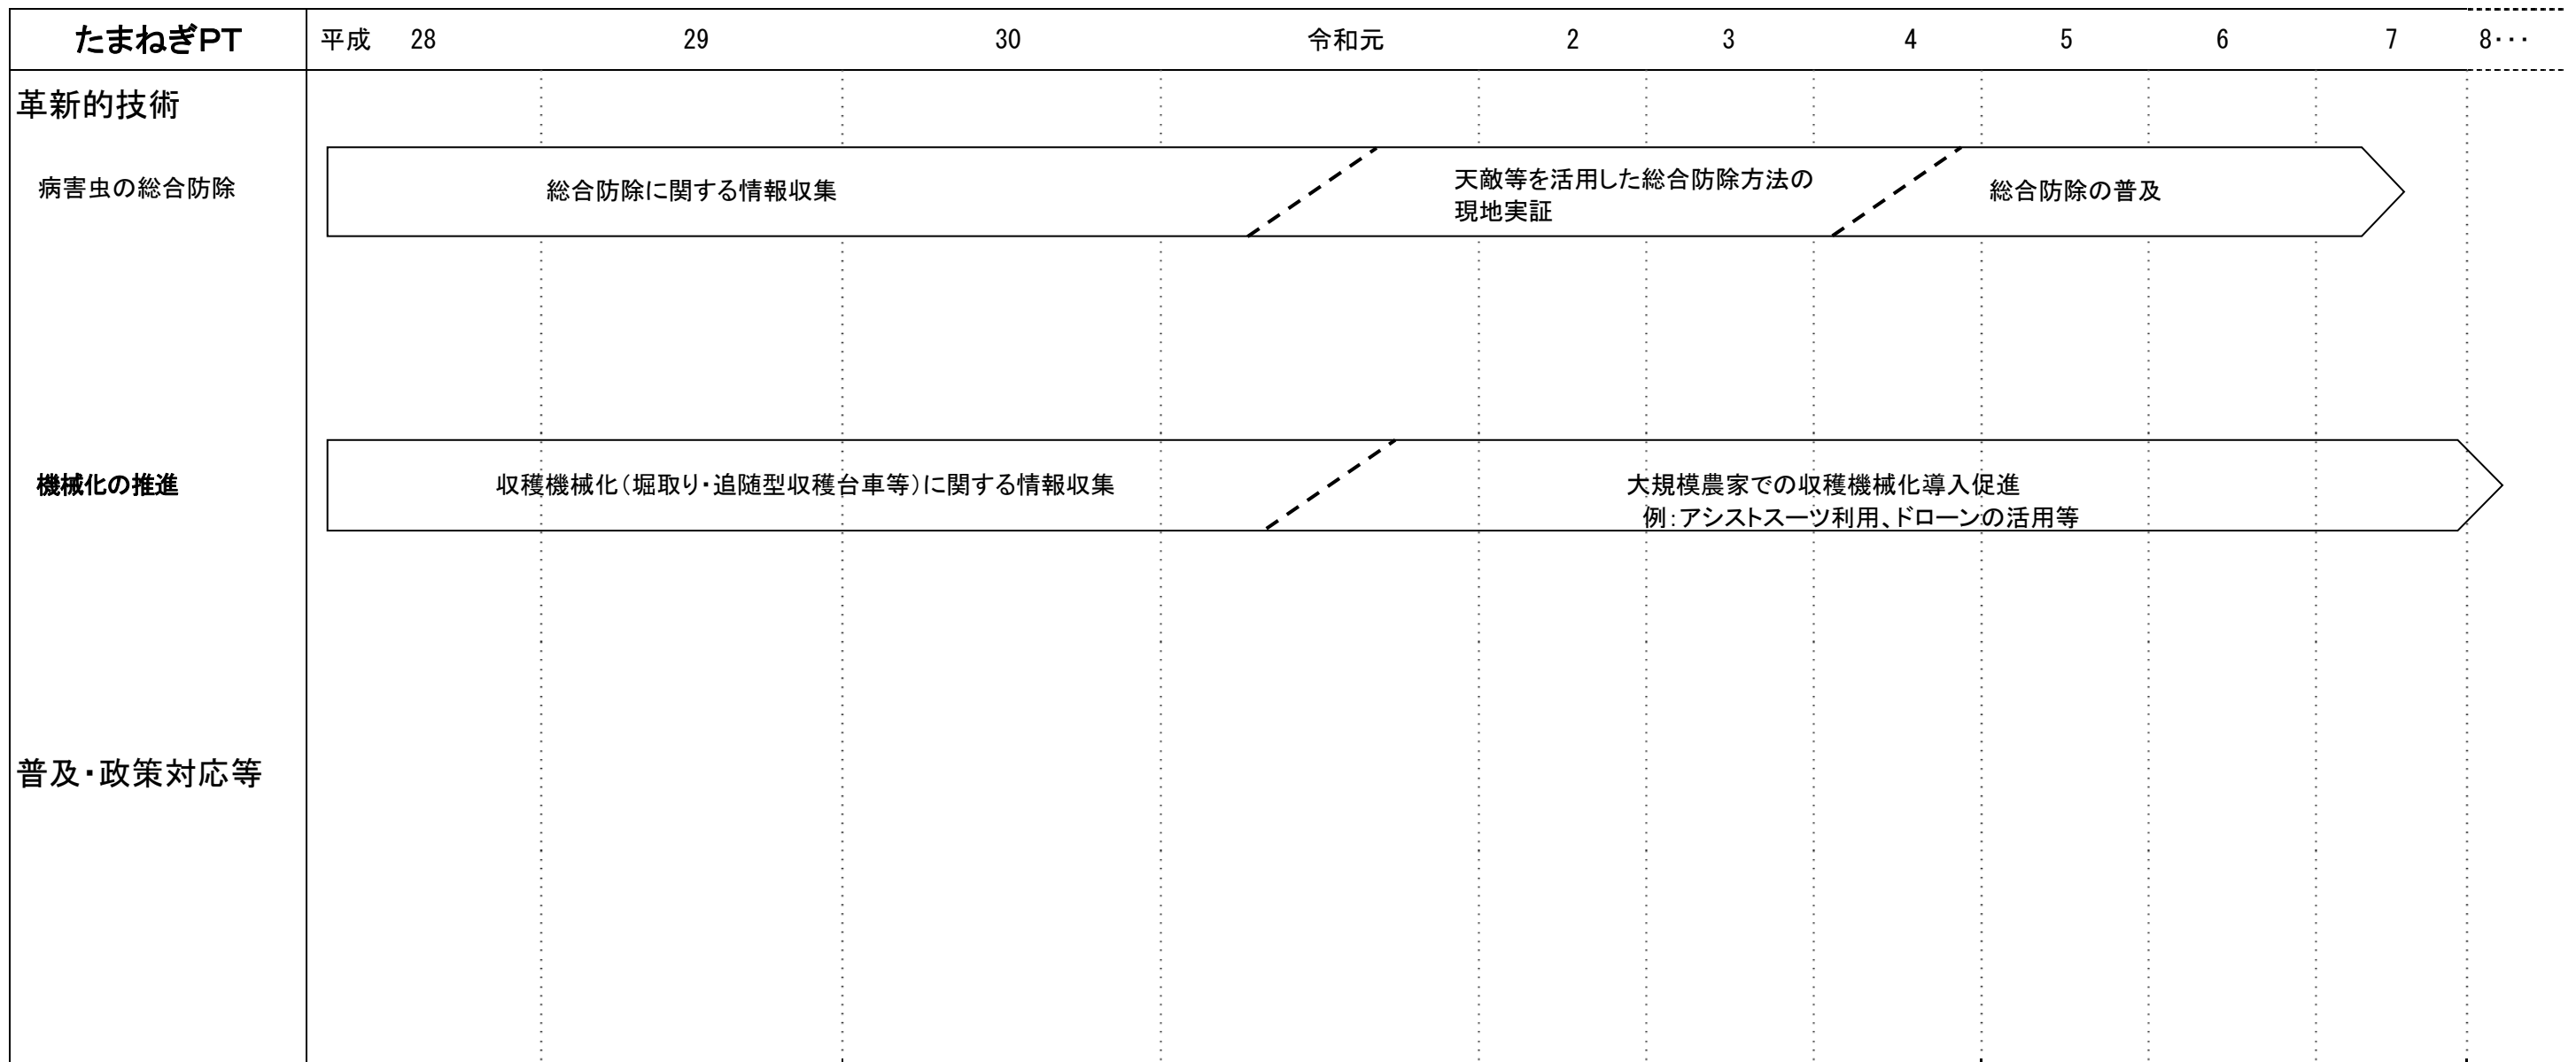 たまねぎPT 平成 28 29 30 令和元 2 3 4 5 6 7 8･･･
革新的技術
病害虫の総合防除
総合防除に関する情報収集
天敵等を活用した総合防除方法の
現地実証
総合防除の普及
機械化の推進
収穫機械化（堀取り・追随型収穫台車等）に関する情報収集
大規模農家での収穫機械化導入促進
例：アシストスーツ利用、ドローンの活用等
普及・政策対応等